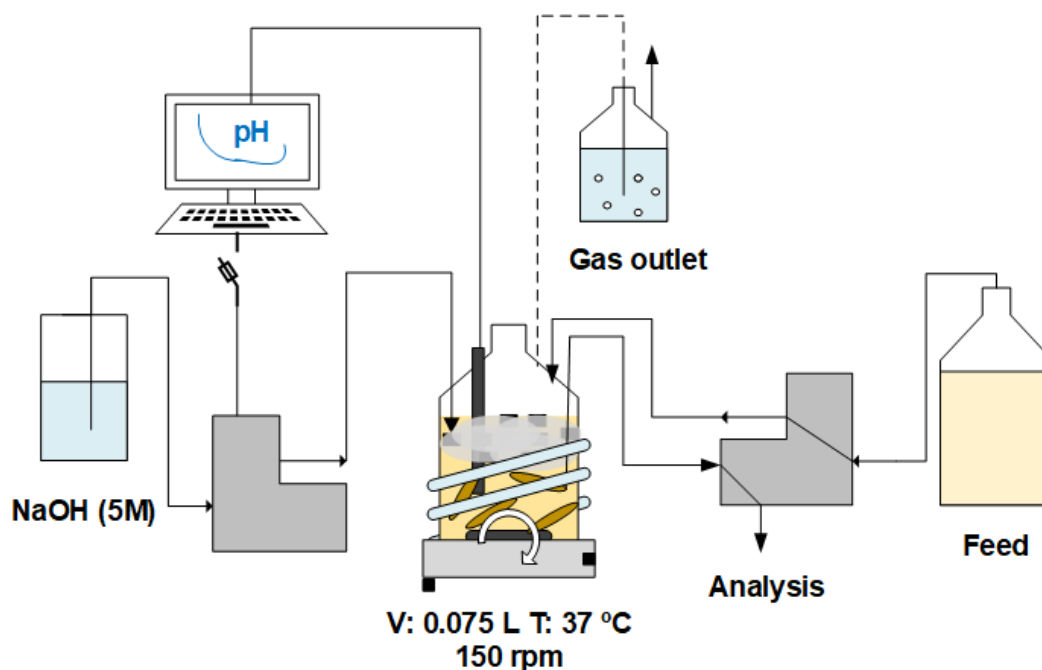 pH
Gas outlet
NaOH (5M)
Feed
Analysis
V: 0.075 L T: 37 ºC
150 rpm